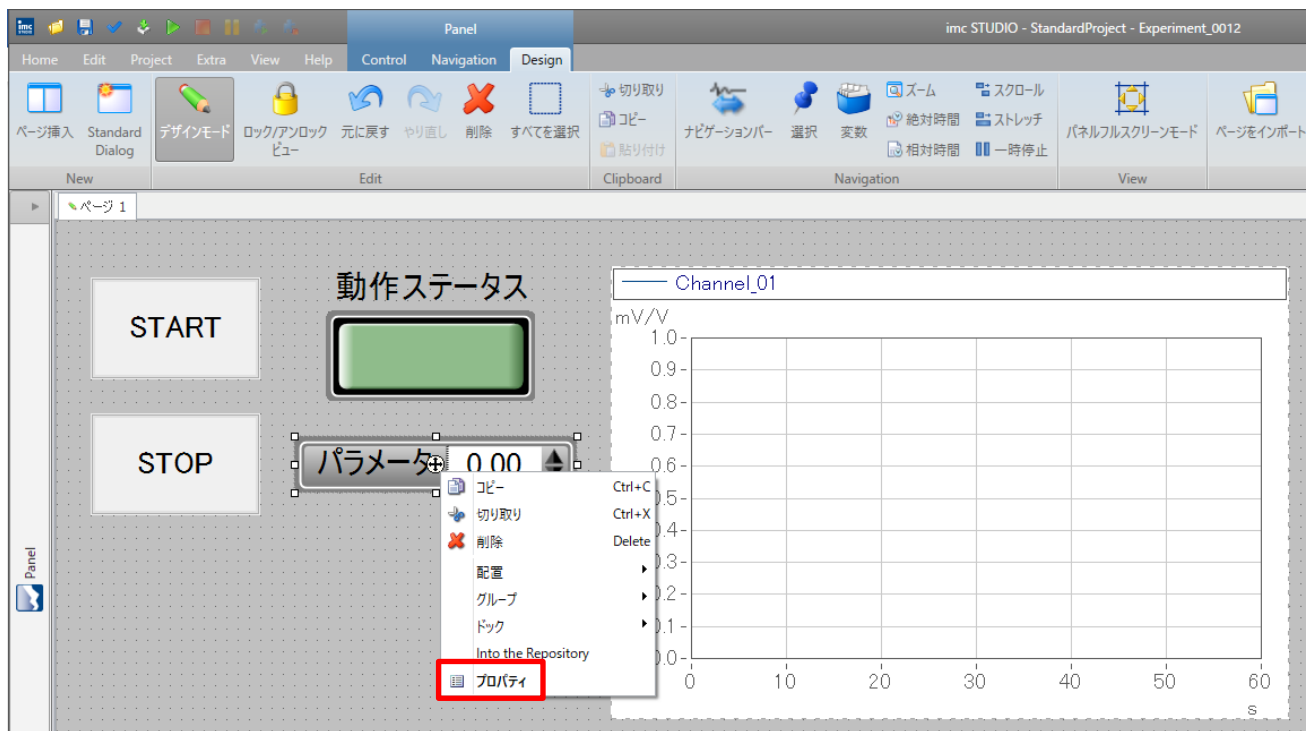 imc
STUDIO
Panel
imc STUDIO - StandardProject - Experiment_0012
Home Edit Project Extra View Help Control Navigation Design
ページ挿入
Standard Dialog
デザインモード
ロック/アンロック ビュー
元に戻す
やり直し
削除
すべてを選択
切り取り
コピー
貼り付け
ナビゲーションバー
選択
変数
ズーム
絶対時間
相対時間
スクロール
ストレッチ
一時停止
パネルフルスクリーンモード
ページをインポート
New Edit Clipboard Navigation View
ページ 1
START
STOP
動作ステータス
パラメータ 0.00
コピー Ctrl+C
切り取り Ctrl+X
削除 Delete
配置
グループ
ドック
Into the Repository
プロパティ
Channel_01
mV/V
1.0
0.9
0.8
0.7
0.6
0.5
0.4
0.3
0.2
0.1
0.0
0 10 20 30 40 50 60
s
Panel